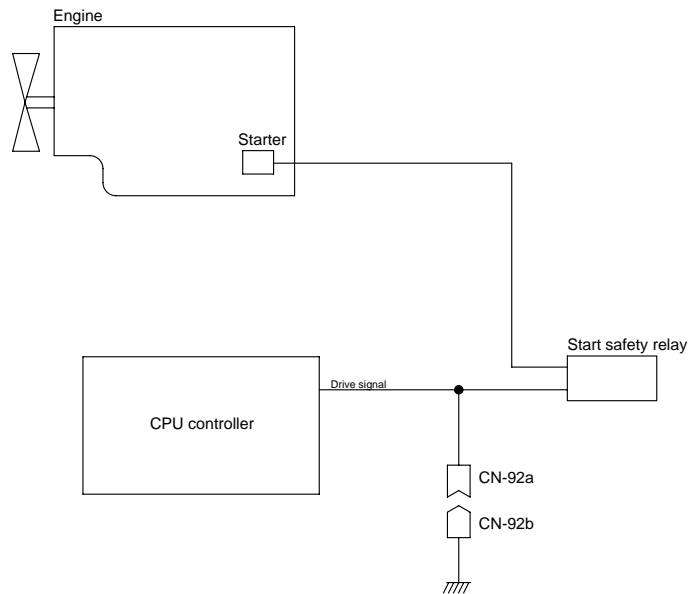 Engine
Starter
Start safety relay
Drive signal
CPU controller
CN-92a
CN-92b